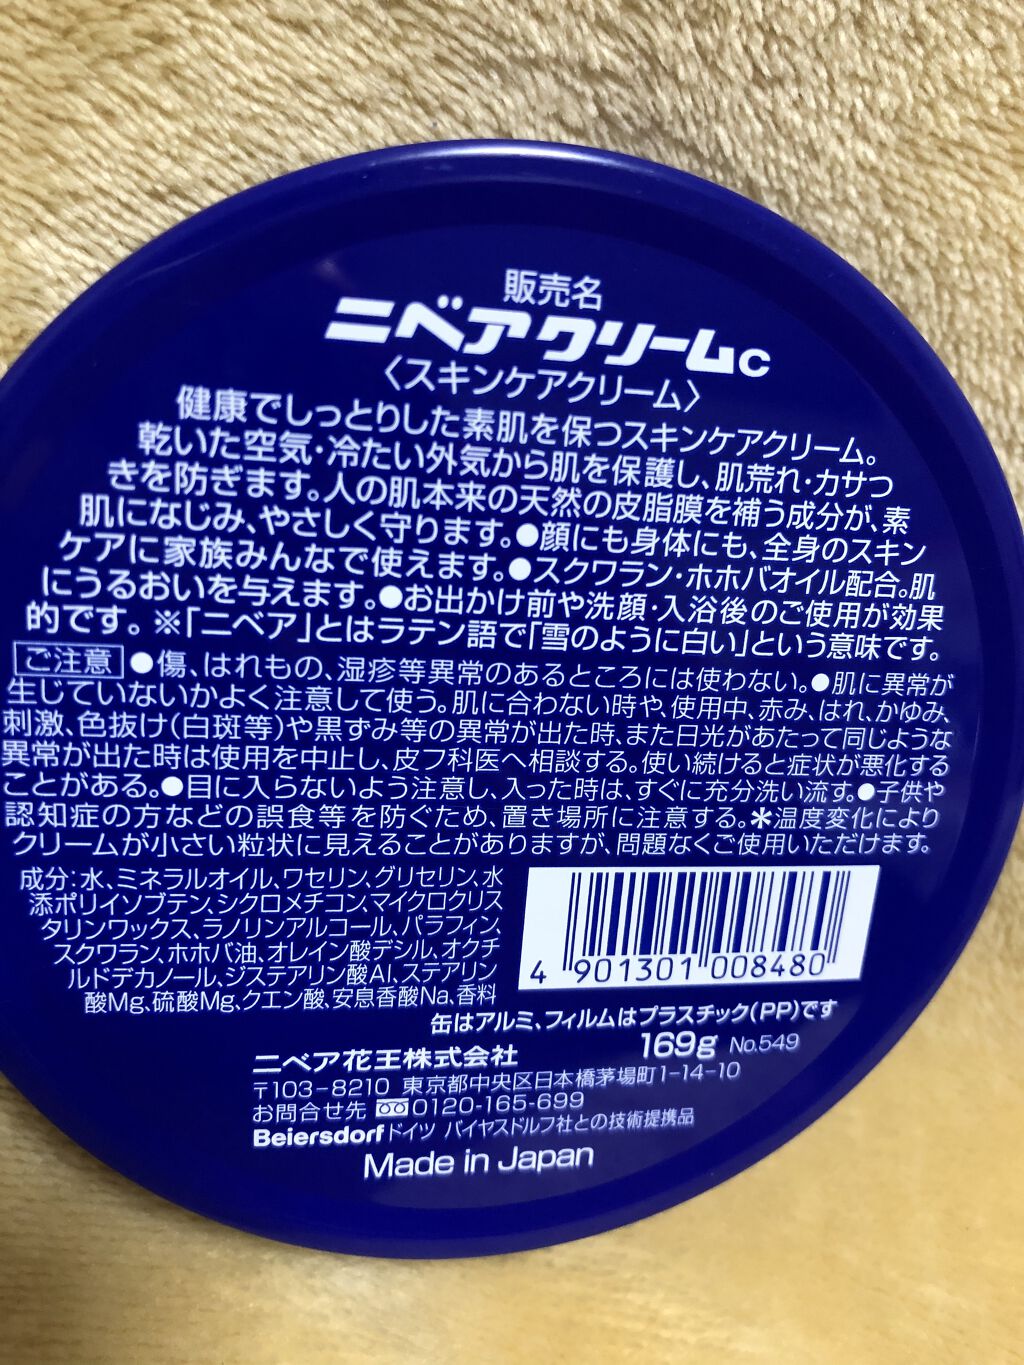 販売名
ニベアクリームc
〈スキンケアクリーム〉
健康でしっとりした素肌を保つスキンケアクリーム。
乾いた空気・冷たい外気から肌を保護し、肌荒れ・カサつ
きを防ぎます。人の肌本来の天然の皮脂膜を補う成分が、素
肌になじみ、やさしく守ります。●顔にも身体にも、全身のスキン
ケアに家族みんなで使えます。●スクワラン・ホホバオイル配合。肌
にうるおいを与えます。●お出かけ前や洗顔・入浴後のご使用が効果
的です。※「ニベア」とはラテン語で「雪のように白い」という意味です。
ご注意 ●傷、はれもの、湿疹等異常のあるところには使わない。●肌に異常が
生じていないかよく注意して使う。肌に合わない時や、使用中、赤み、はれ、かゆみ、
刺激、色抜け(白斑等)や黒ずみ等の異常が出た時、また日光があたって同じような
異常が出た時は使用を中止し、皮フ科医へ相談する。使い続けると症状が悪化する
ことがある。●目に入らないよう注意し、入った時は、すぐに充分洗い流す。●子供や
認知症の方などの誤食等を防ぐため、置き場所に注意する。＊温度変化により
クリームが小さい粒状に見えることがありますが、問題なくご使用いただけます。
成分：水、ミネラルオイル、ワセリン、グリセリン、水
添ポリイソブテン、シクロメチコン、マイクロクリス
タリンワックス、ラノリンアルコール、パラフィン、
スクワラン、ホホバ油、オレイン酸デシル、オクチ
ルドデカノール、ジステアリン酸Al、ステアリン
酸Mg、硫酸Mg、クエン酸、安息香酸Na、香料
4 901301 008480
缶はアルミ、フィルムはプラスチック(PP)です
169g No.549
ニベア花王株式会社
〒103-8210 東京都中央区日本橋茅場町1-14-10
お問合せ先 0120-165-699
Beiersdorf ドイツ バイヤスドルフ社との技術提携品
Made in Japan